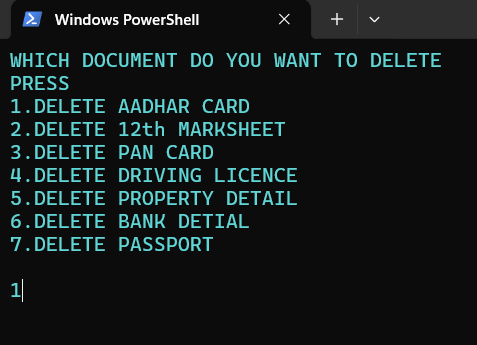 Windows PowerShell
WHICH DOCUMENT DO YOU WANT TO DELETE
PRESS
1.DELETE AADHAR CARD
2.DELETE 12th MARKSHEET
3.DELETE PAN CARD
4.DELETE DRIVING LICENCE
5.DELETE PROPERTY DETAIL
6.DELETE BANK DETIAL
7.DELETE PASSPORT
1